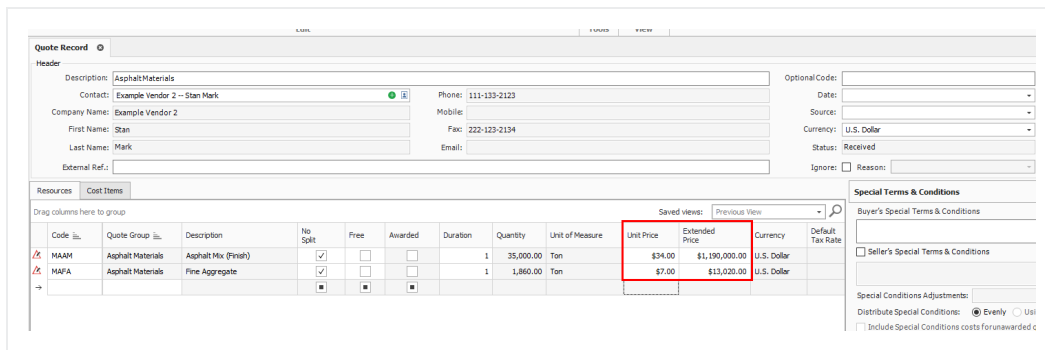 Edit Tools View
Quote Record
Header
Description: Asphalt Materials Optional Code:
Contact: Example Vendor 2 -- Stan Mark Phone: 111-133-2123 Date:
Company Name: Example Vendor 2 Mobile: Source:
First Name: Stan Fax: 222-123-2134 Currency: U.S. Dollar
Last Name: Mark Email: Status: Received
External Ref.: Ignore: Reason:
Resources Cost Items Special Terms & Conditions
Drag columns here to group Saved views: Previous View Buyer's Special Terms & Conditions
Code Quote Group Description No Split Free Awarded Duration Quantity Unit of Measure Unit Price Extended Price Currency Default Tax Rate
Seller's Special Terms & Conditions
MAAM Asphalt Materials Asphalt Mix (Finish) 1 35,000.00 Ton $34.00 $1,190,000.00 U.S. Dollar
MAFA Asphalt Materials Fine Aggregate 1 1,860.00 Ton $7.00 $13,020.00 U.S. Dollar
Special Conditions Adjustments:
Distribute Special Conditions: Evenly Usi
Include Special Conditions costs for unawarded